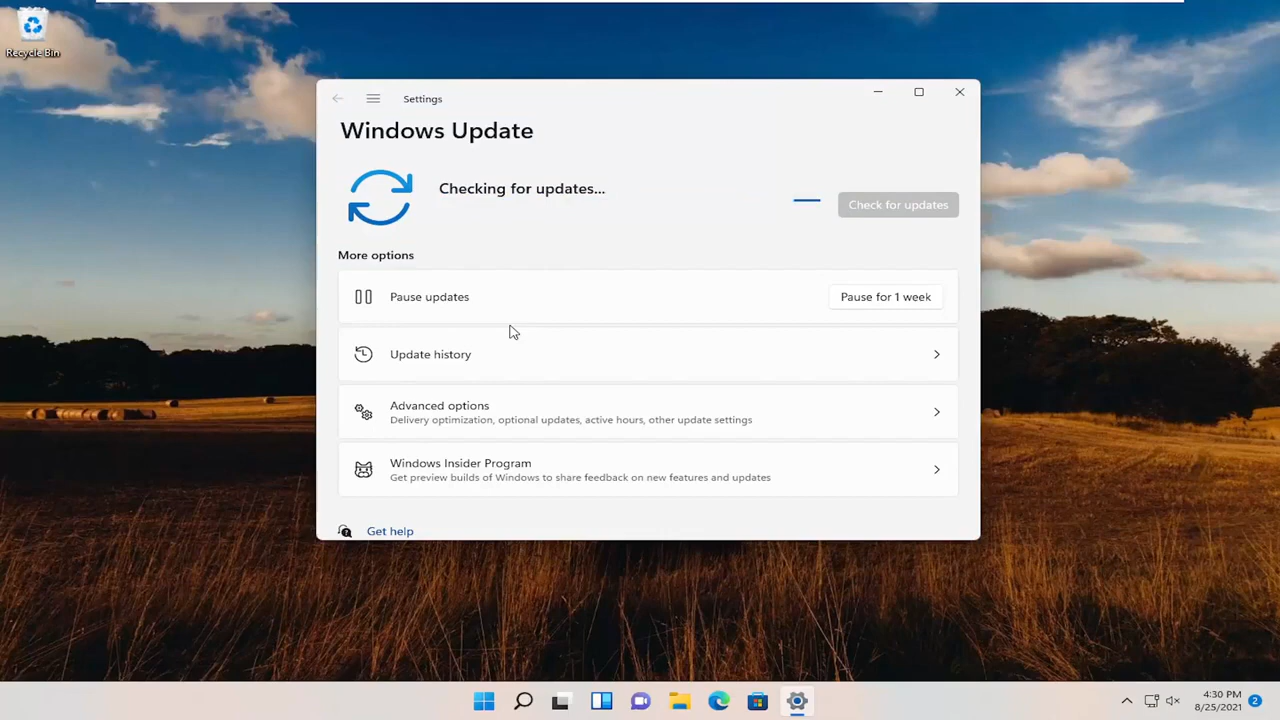 Recycle Bin
Settings
Windows Update
Checking for updates...
Check for updates
More options
Pause updates
Pause for 1 week
Update history
Advanced options
Delivery optimization, optional updates, active hours, other update settings
Windows Insider Program
Get preview builds of Windows to share feedback on new features and updates
Get help
4:30 PM
8/25/2021
2